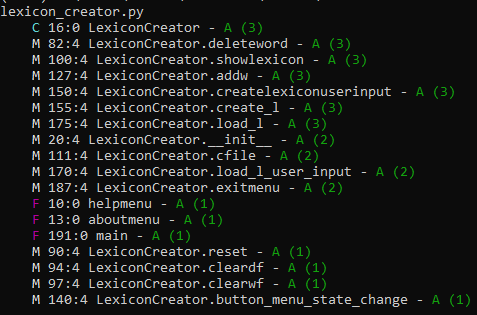 lexicon_creator.py
C 16:0 LexiconCreator - A (3)
M 82:4 LexiconCreator.deleteword - A (3)
M 100:4 LexiconCreator.showlexicon - A (3)
M 127:4 LexiconCreator.addw - A (3)
M 150:4 LexiconCreator.createlexiconuserinput - A (3)
M 155:4 LexiconCreator.create_l - A (3)
M 175:4 LexiconCreator.load_l - A (3)
M 20:4 LexiconCreator.__init__ - A (2)
M 111:4 LexiconCreator.cfile - A (2)
M 170:4 LexiconCreator.load_l_user_input - A (2)
M 187:4 LexiconCreator.exitmenu - A (2)
F 10:0 helpmenu - A (1)
F 13:0 aboutmenu - A (1)
F 191:0 main - A (1)
M 90:4 LexiconCreator.reset - A (1)
M 94:4 LexiconCreator.cleardf - A (1)
M 97:4 LexiconCreator.clearwf - A (1)
M 140:4 LexiconCreator.button_menu_state_change - A (1)